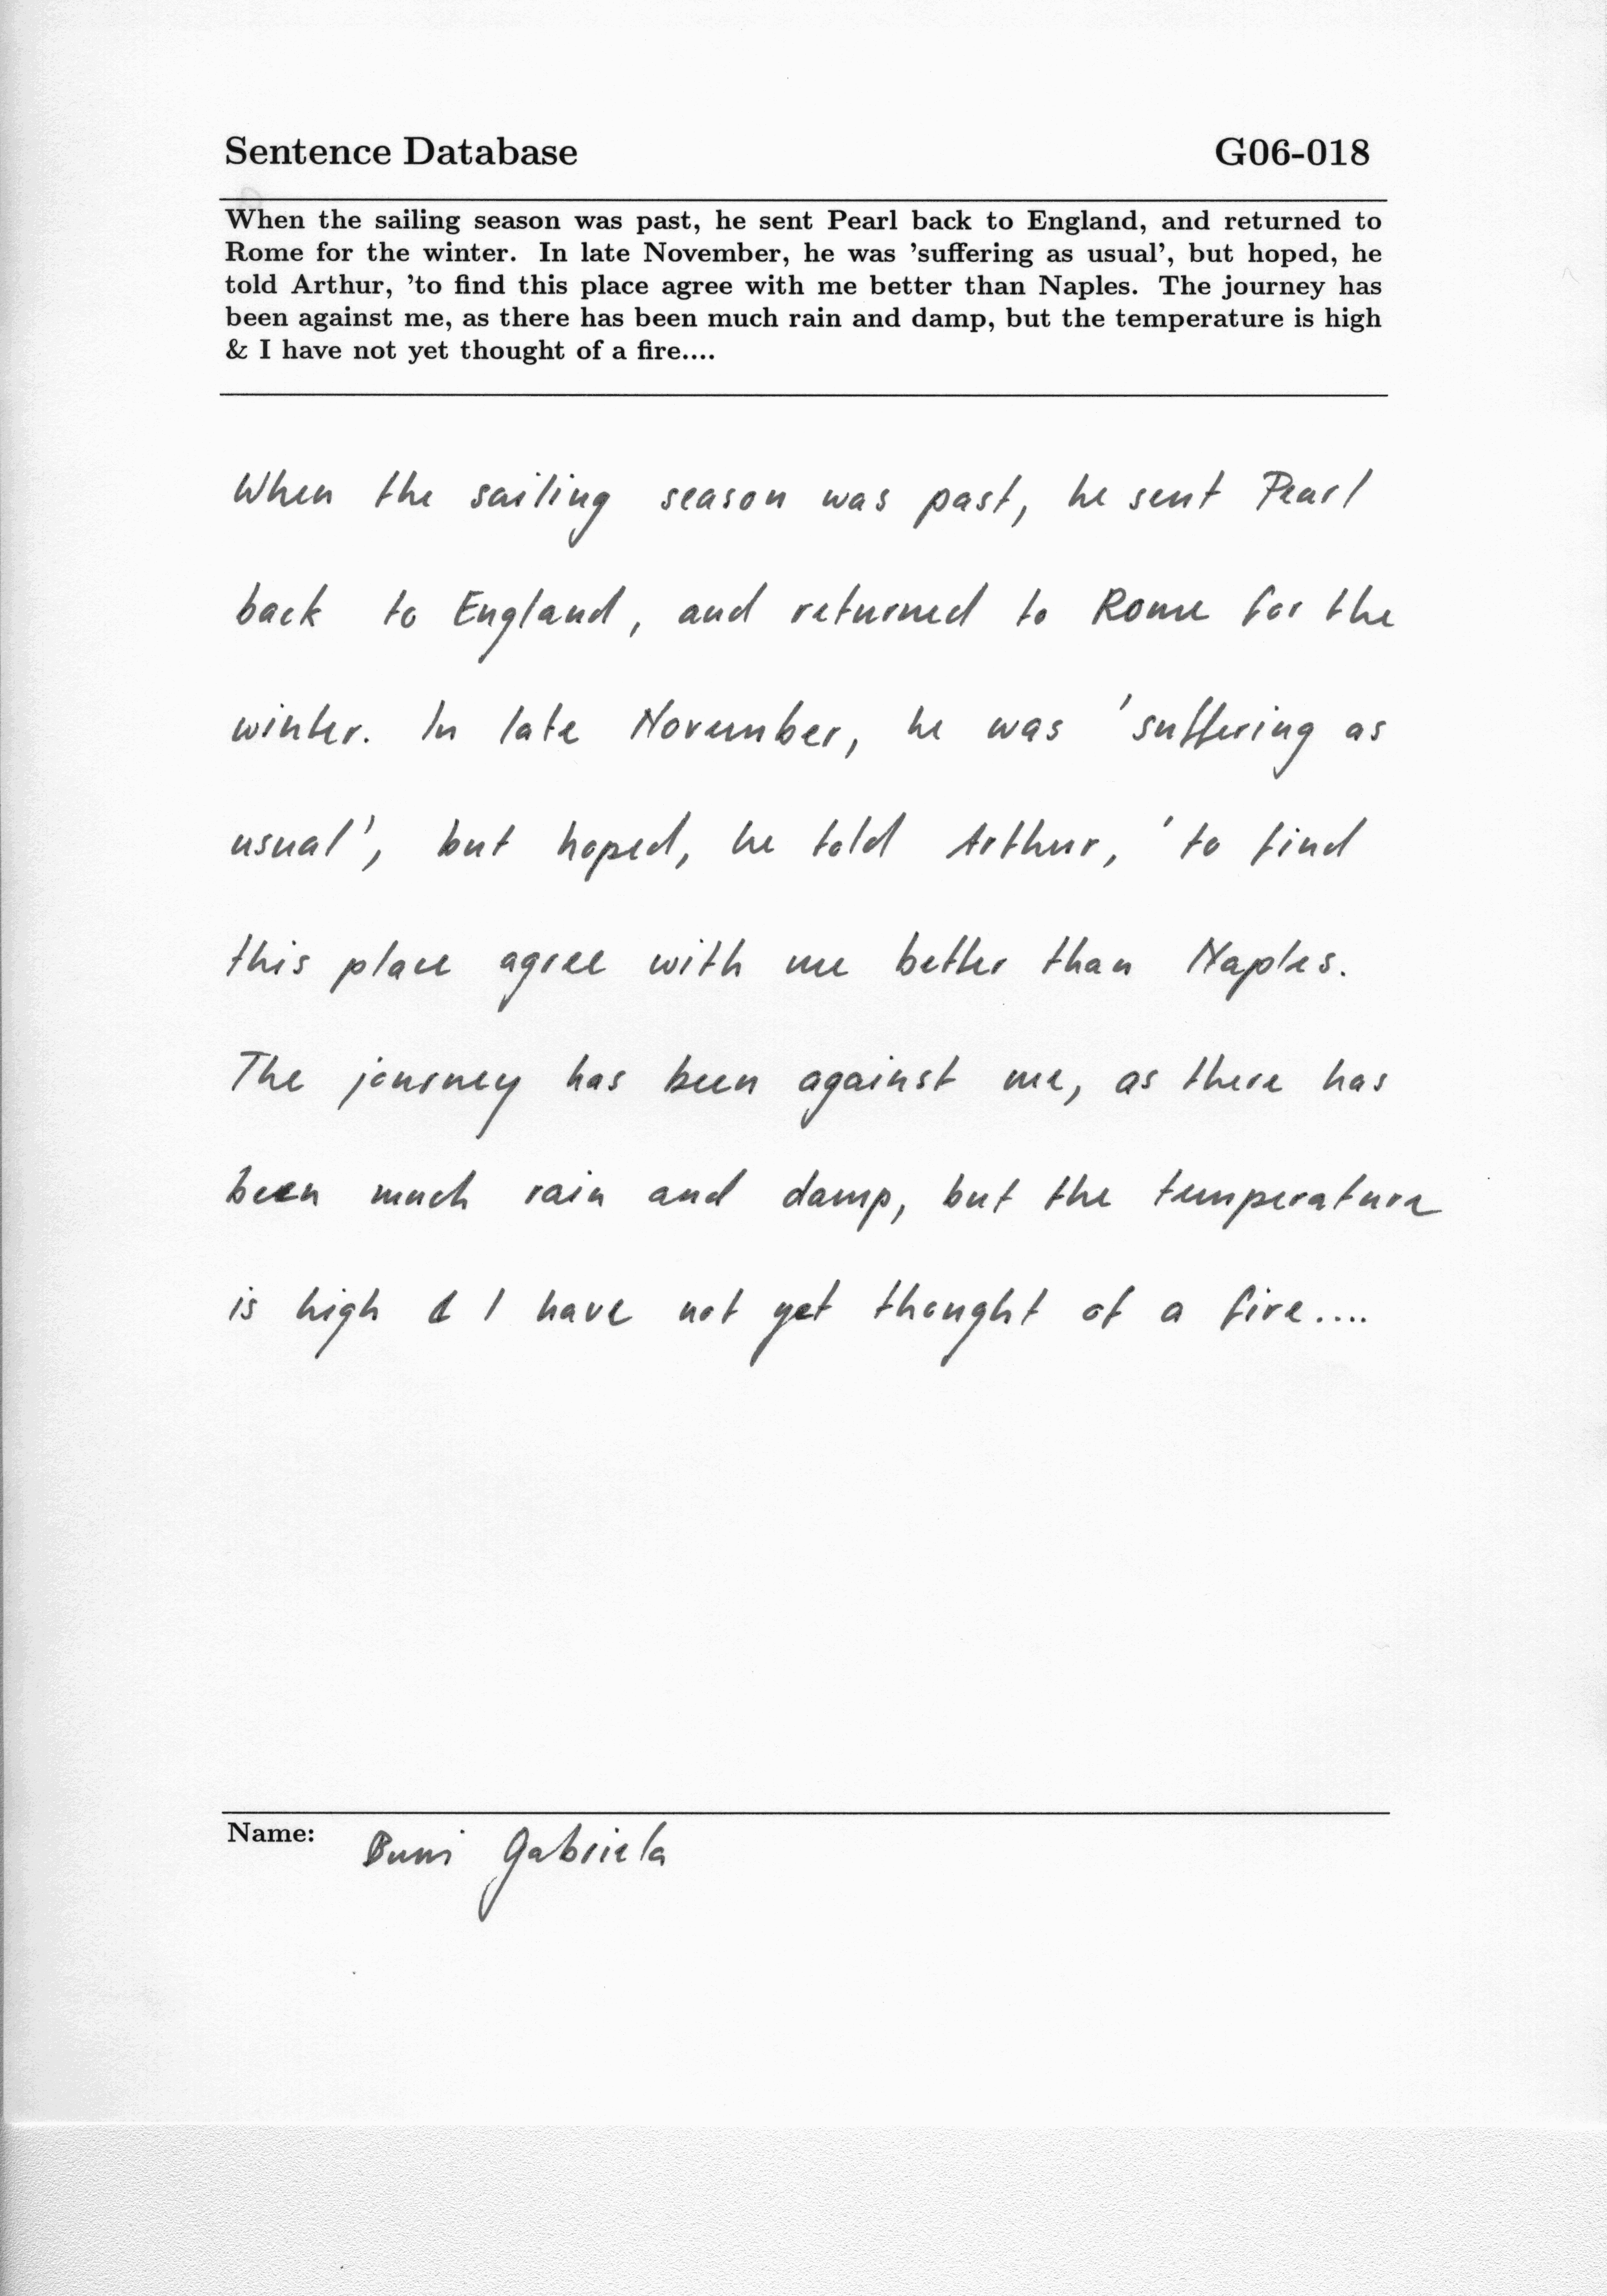 Sentence Database G06-018
When the sailing season was past, he sent Pearl back to England, and returned to
Rome for the winter. In late November, he was 'suffering as usual', but hoped, he
told Arthur, 'to find this place agree with me better than Naples. The journey has
been against me, as there has been much rain and damp, but the temperature is high
& I have not yet thought of a fire....
When the sailing season was past, he sent Pearl
back to England, and returned to Rome for the
winter. In late November, he was 'suffering as
usual', but hoped, he told Arthur, 'to find
this place agree with me better than Naples.
The journey has been against me, as there has
been much rain and damp, but the temperature
is high & I have not yet thought of a fire....
Name: Gabriela